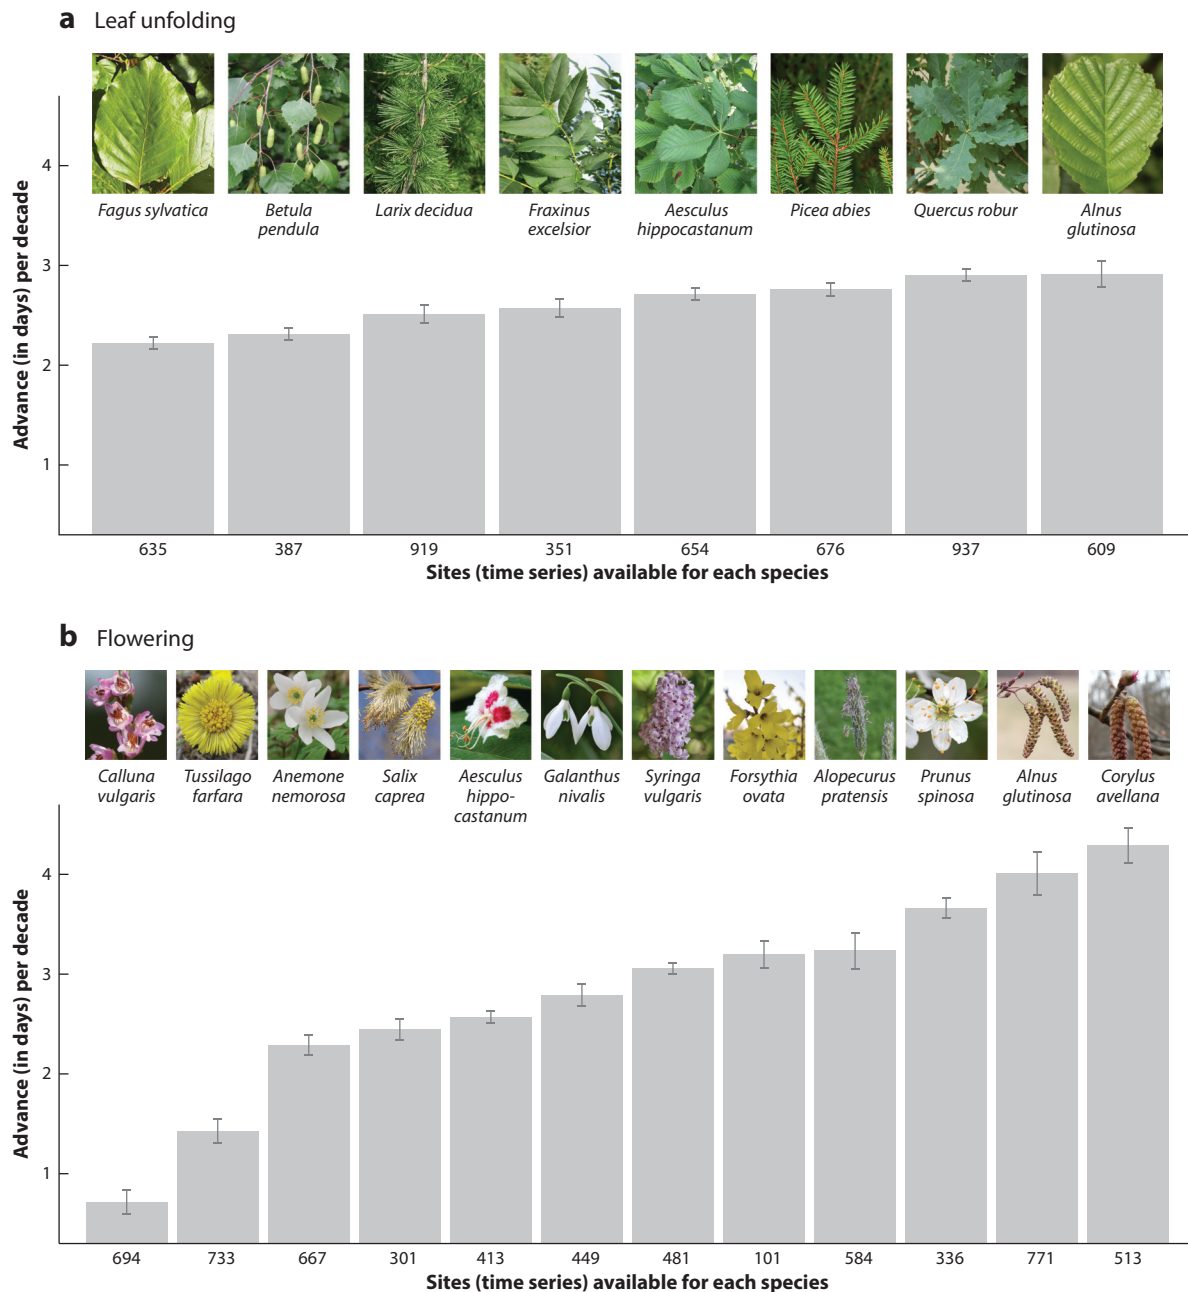 a Leaf unfolding
Fagus sylvatica
Betula
pendula
Larix decidua
Fraxinus
excelsior
Aesculus
hippocastanum
Picea abies
Quercus robur
Alnus
glutinosa
Advance (in days) per decade
4
3
2
1
635 387 919 351 654 676 937 609
Sites (time series) available for each species
b Flowering
Calluna
vulgaris
Tussilago
farfara
Anemone
nemorosa
Salix
caprea
Aesculus
hippo-
castanum
Galanthus
nivalis
Syringa
vulgaris
Forsythia
ovata
Alopecurus
pratensis
Prunus
spinosa
Alnus
glutinosa
Corylus
avellana
Advance (in days) per decade
4
3
2
1
694 733 667 301 413 449 481 101 584 336 771 513
Sites (time series) available for each species